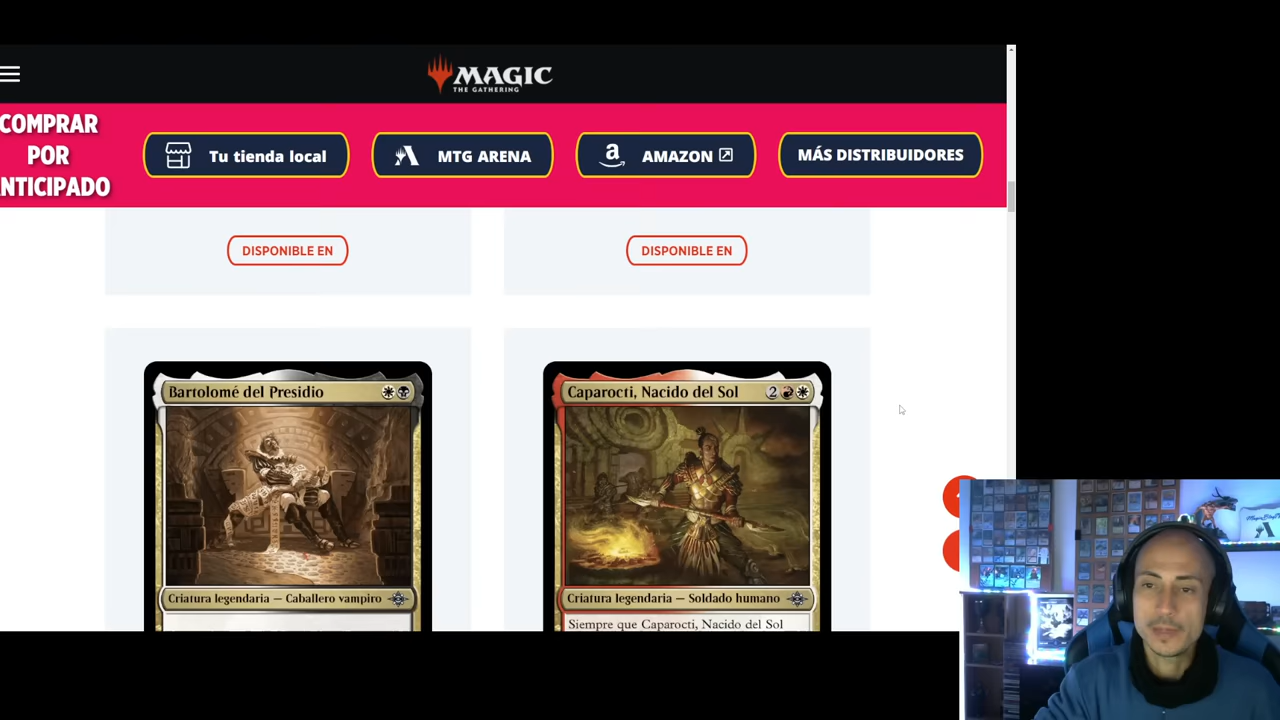 MAGIC
THE GATHERING
COMPRAR
POR
NTICIPADO
Tu tienda local
MTG ARENA
AMAZON
MÁS DISTRIBUIDORES
DISPONIBLE EN
DISPONIBLE EN
Bartolomé del Presidio
Caparocti, Nacido del Sol 2
Criatura legendaria — Caballero vampiro
Criatura legendaria — Soldado humano
Siempre que Caparocti, Nacido del Sol